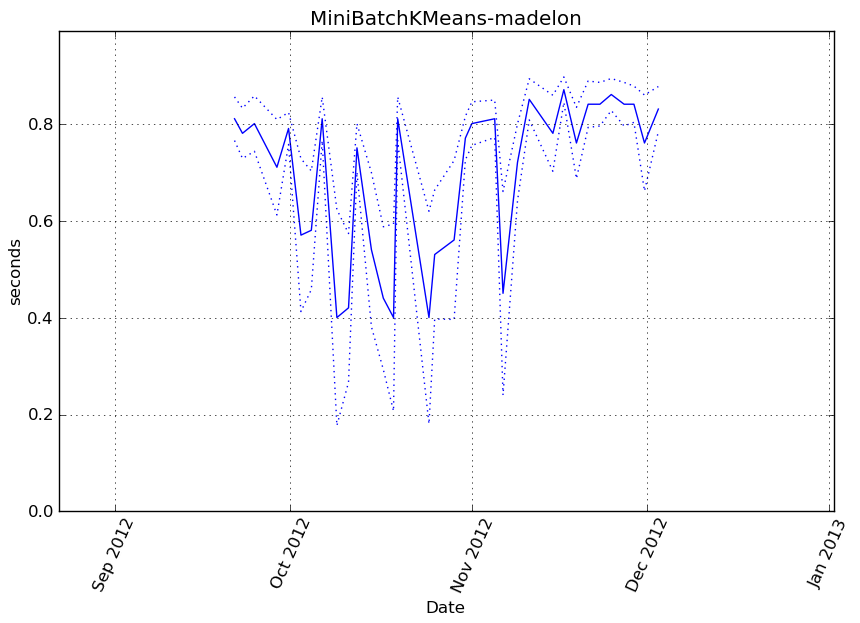 MiniBatchKMeans-madelon
seconds
0.8
0.6
0.4
0.2
0.0
Sep 2012
Oct 2012
Nov 2012
Dec 2012
Jan 2013
Date